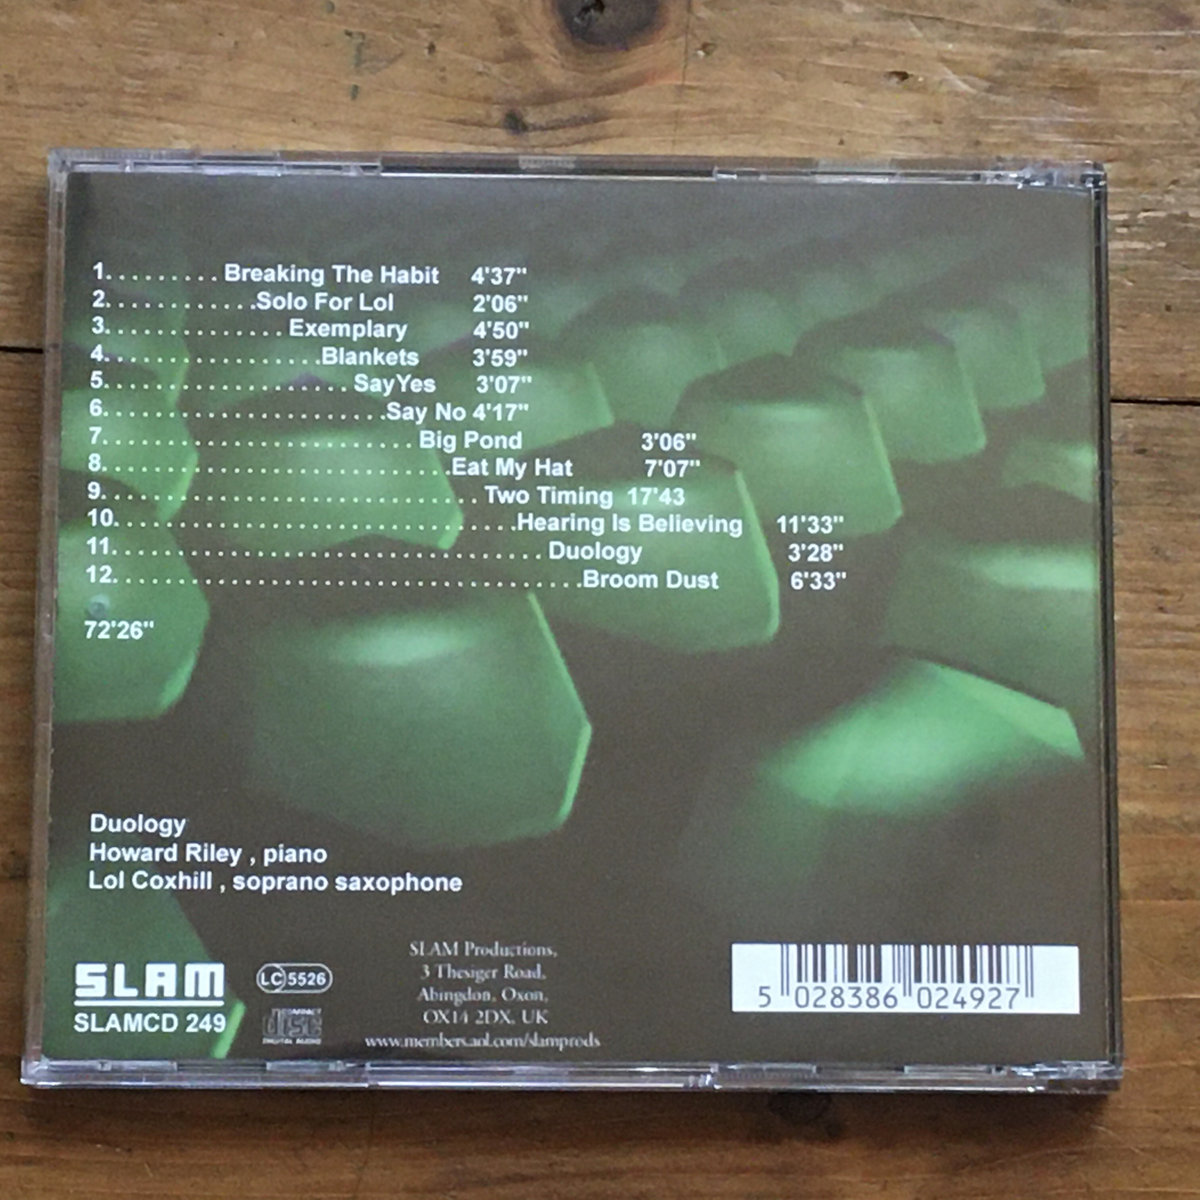 1. . . . . . . . . Breaking The Habit 4'37"
2. . . . . . . . . . . .Solo For Lol 2'06"
3. . . . . . . . . . . . . . Exemplary 4'50"
4. . . . . . . . . . . . . . . . .Blankets 3'59"
5. . . . . . . . . . . . . . . . . . . SayYes 3'07"
6. . . . . . . . . . . . . . . . . . . . . .Say No 4'17"
7. . . . . . . . . . . . . . . . . . . . . . . . Big Pond 3'06"
8. . . . . . . . . . . . . . . . . . . . . . . . . . .Eat My Hat 7'07"
9. . . . . . . . . . . . . . . . . . . . . . . . . . . . . Two Timing 17'43
10. . . . . . . . . . . . . . . . . . . . . . . . . . . . . . .Hearing Is Believing 11'33"
11. . . . . . . . . . . . . . . . . . . . . . . . . . . . . . . . . Duology 3'28"
12. . . . . . . . . . . . . . . . . . . . . . . . . . . . . . . . . . . .Broom Dust 6'33"
72'26"
Duology
Howard Riley , piano
Lol Coxhill , soprano saxophone
SLAM
SLAMCD 249
LC 5526
COMPACT
disc
DIGITAL AUDIO
SLAM Productions,
3 Thesiger Road,
Abingdon, Oxon,
OX14 2DX, UK
www.members.aol.com/slamprods
5 028386 024927